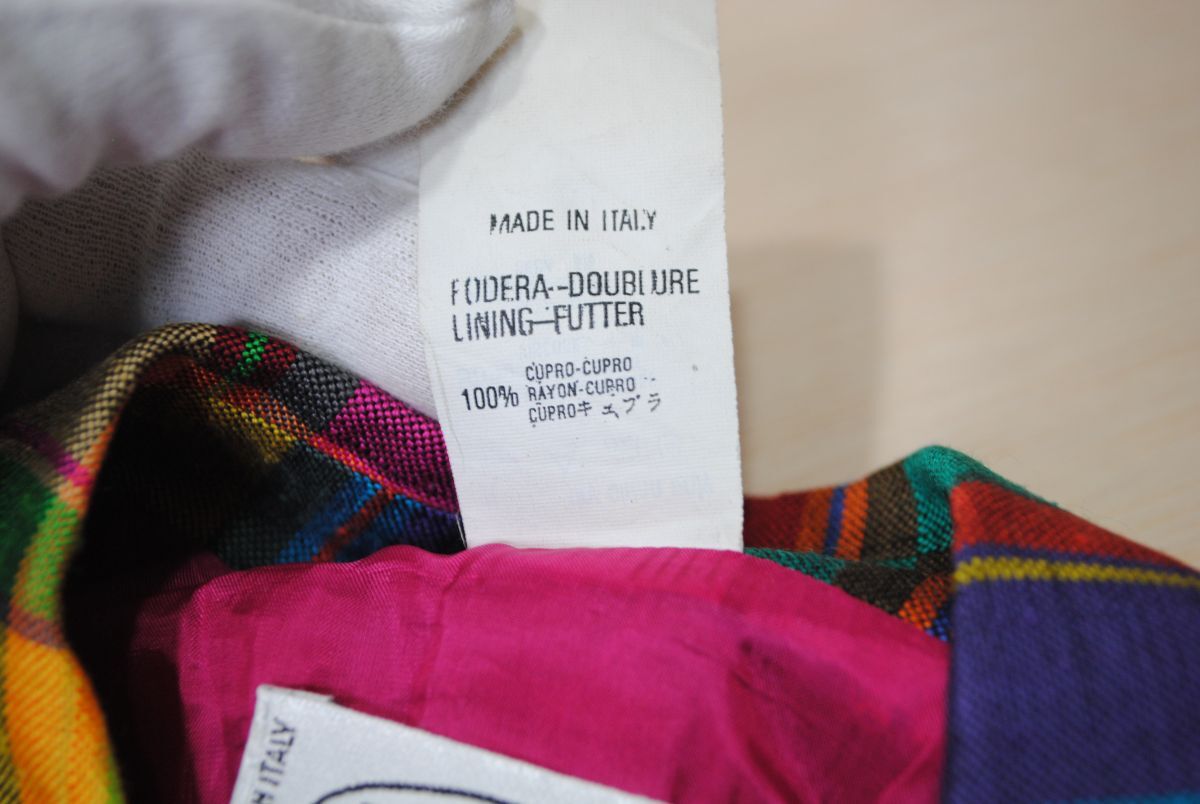 MADE IN ITALY
FODERA--DOUBLURE
LINING-FUTTER
CUPRO-CUPRO
100% RAYON-CUPRO
CUPROキュプラ
ITALY